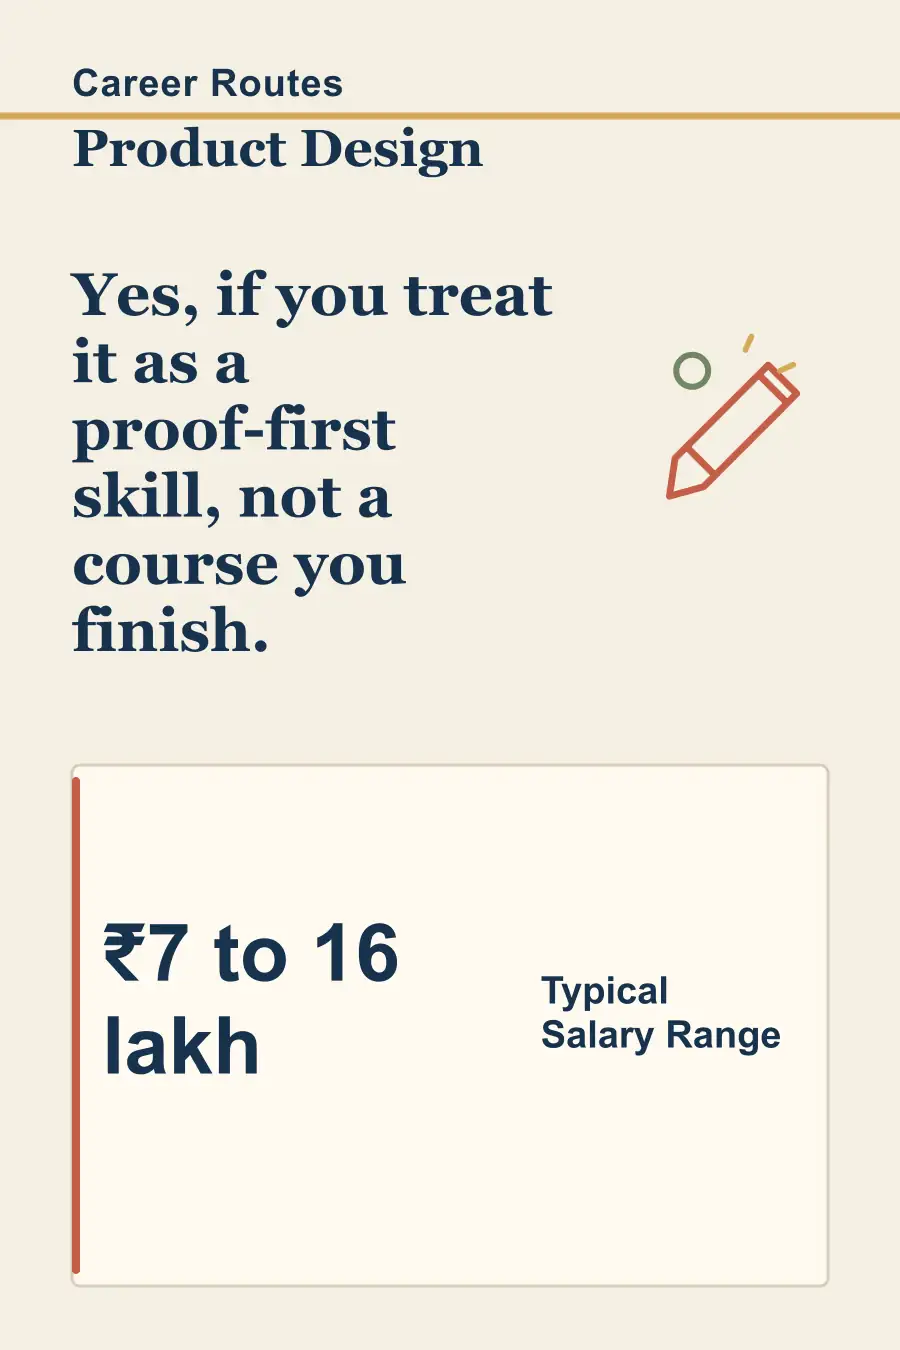 Career Routes
Product Design
Yes, if you treat
it as a
proof-first
skill, not a
course you
finish.
₹7 to 16
lakh
Typical
Salary Range